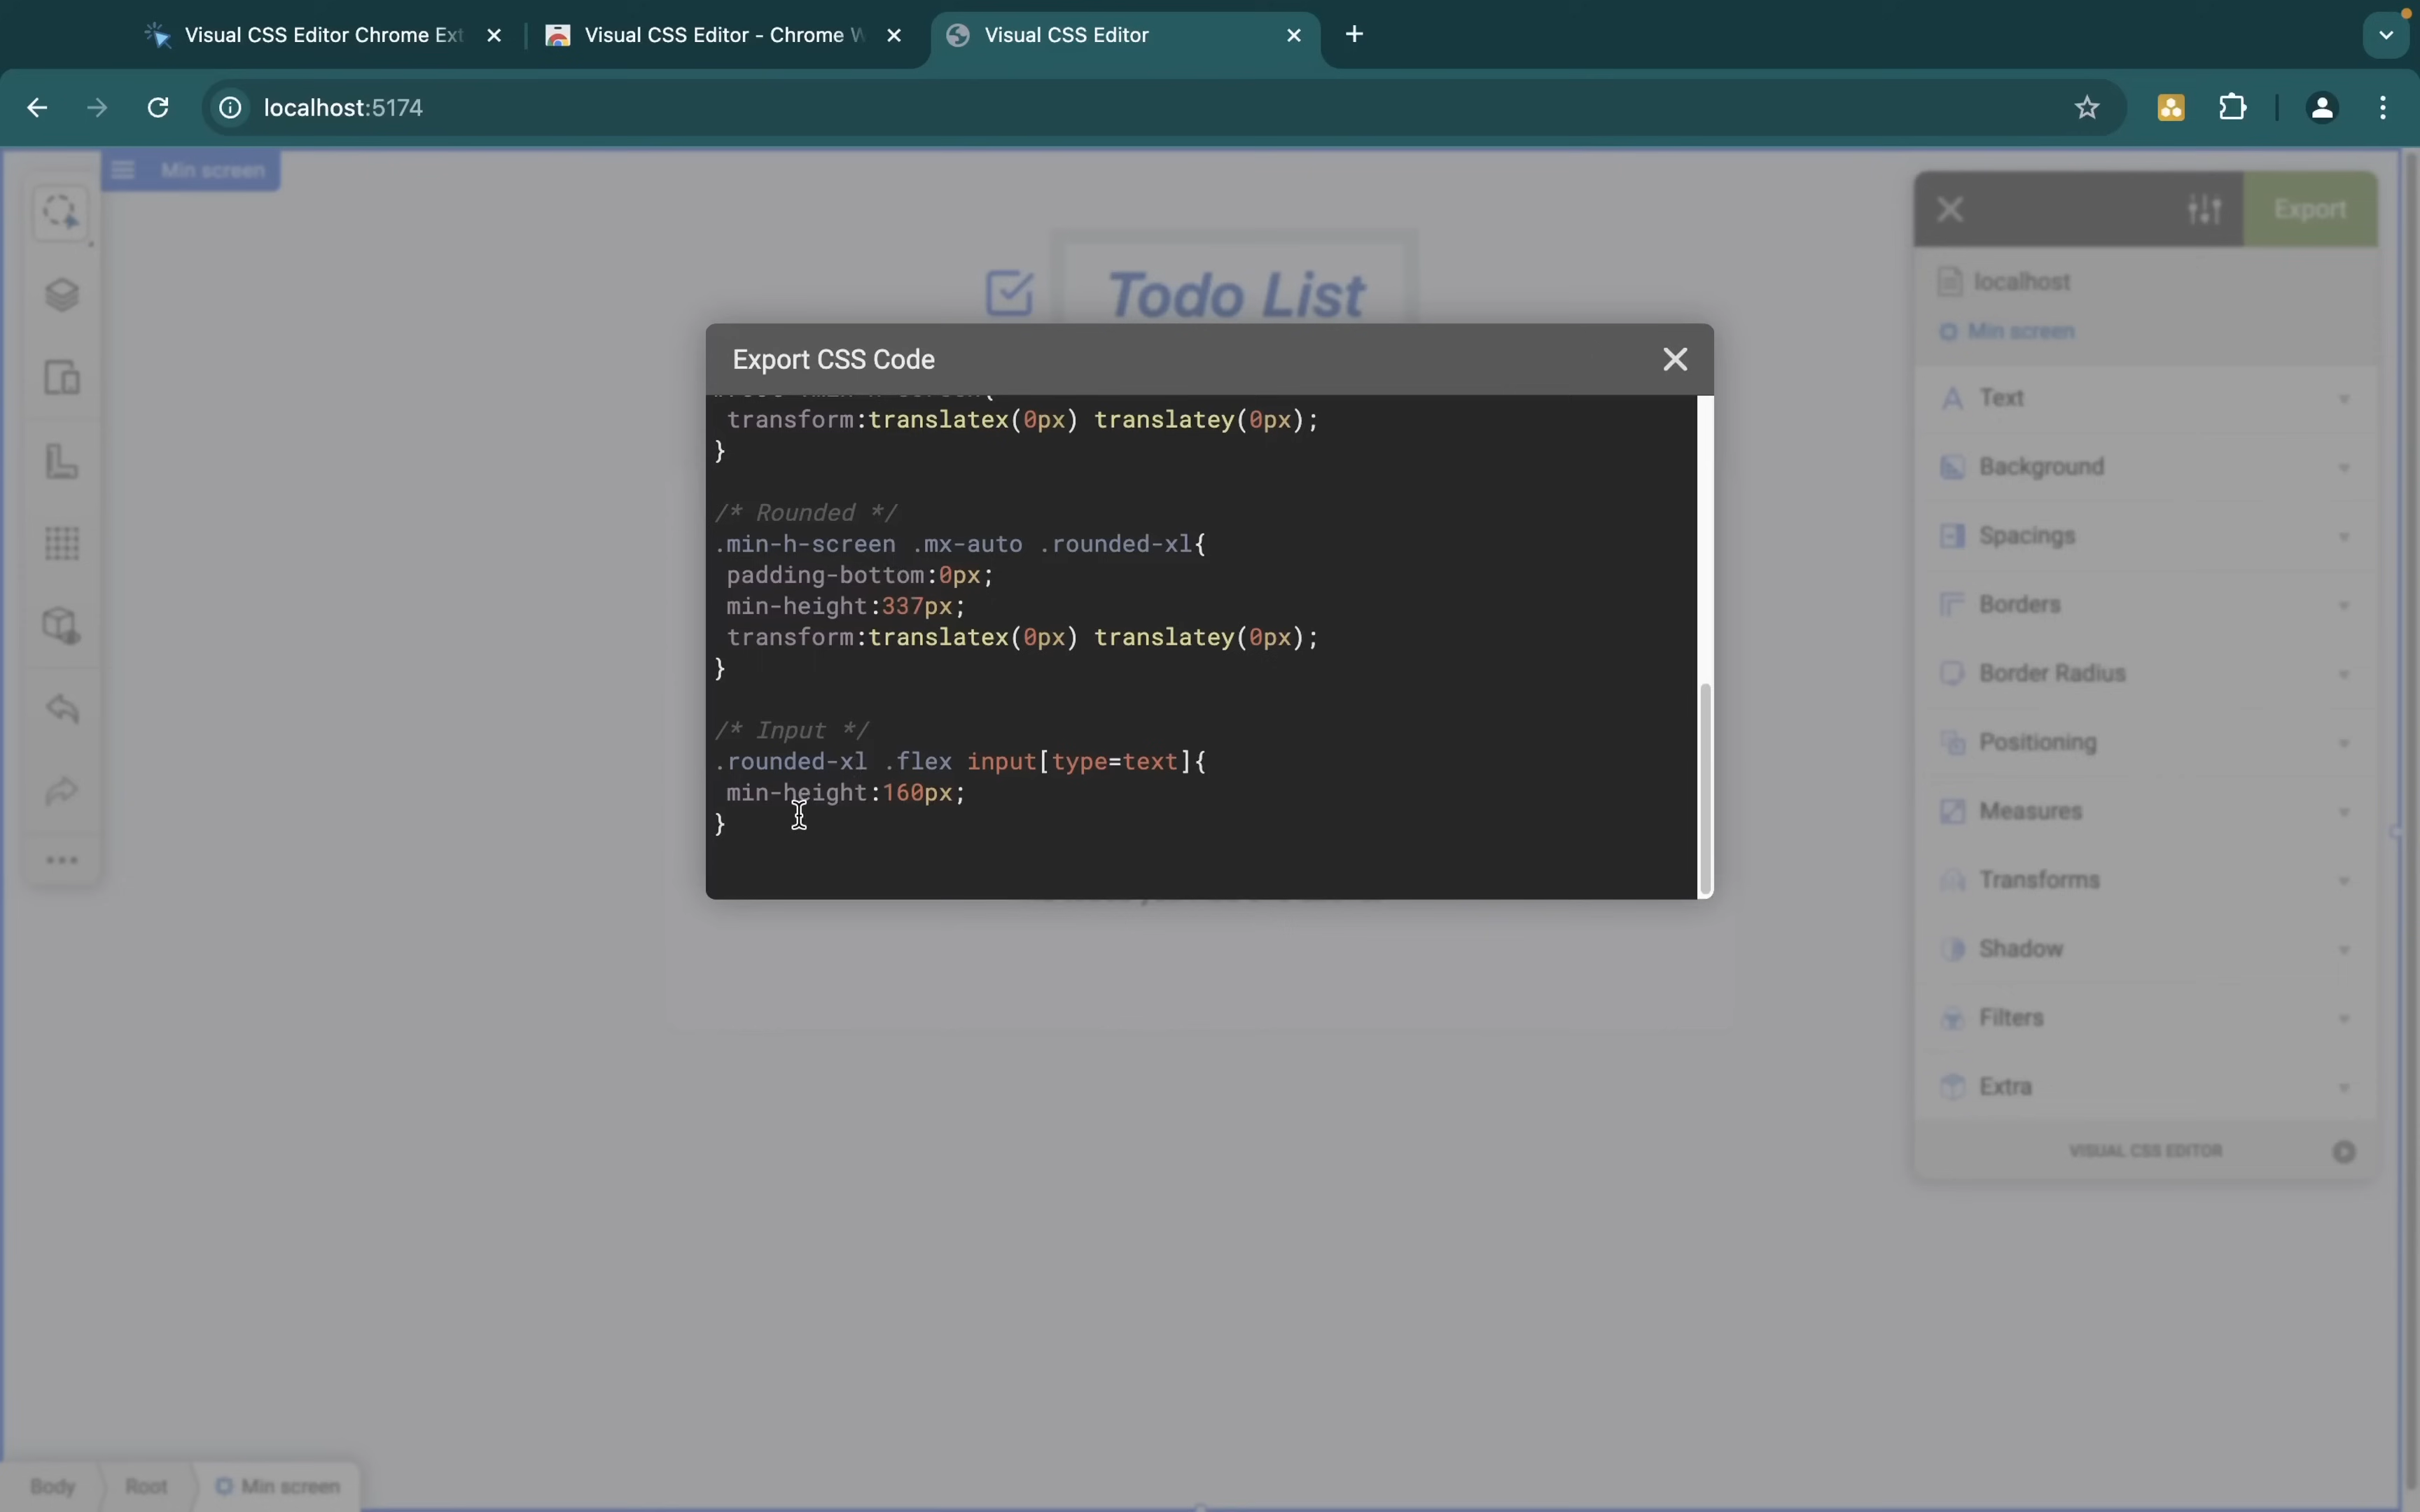 Visual CSS Editor Chrome Ext
Visual CSS Editor - Chrome W
Visual CSS Editor
localhost:5174
Min screen
Export
localhost
Todo List
Min screen
Export CSS Code
Text
transform:translatex(0px) translatey(0px);
}
Background
/* Rounded */
.min-h-screen .mx-auto .rounded-xl{
Spacings
padding-bottom:0px;
min-height:337px;
Borders
transform:translatex(0px) translatey(0px);
}
Border Radius
/* Input */
Positioning
.rounded-xl .flex input[type=text]{
min-height:160px;
Measures
}
Transforms
Shadow
Filters
Extra
VISUAL CSS EDITOR
Body
Root
Min screen